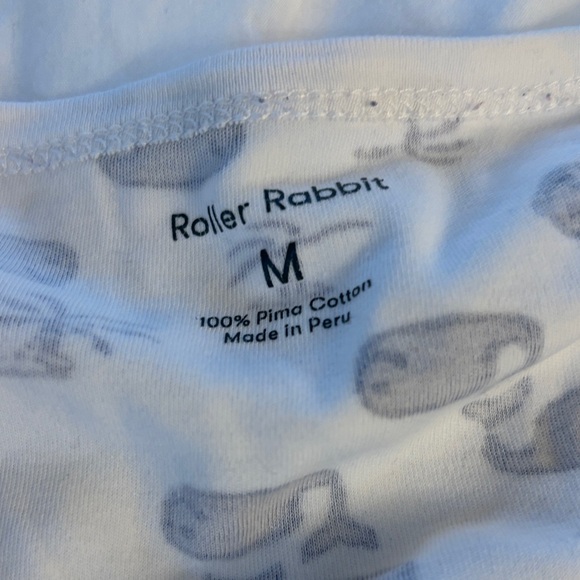 Roller Rabbit
M
100% Pima Cotton
Made in Peru